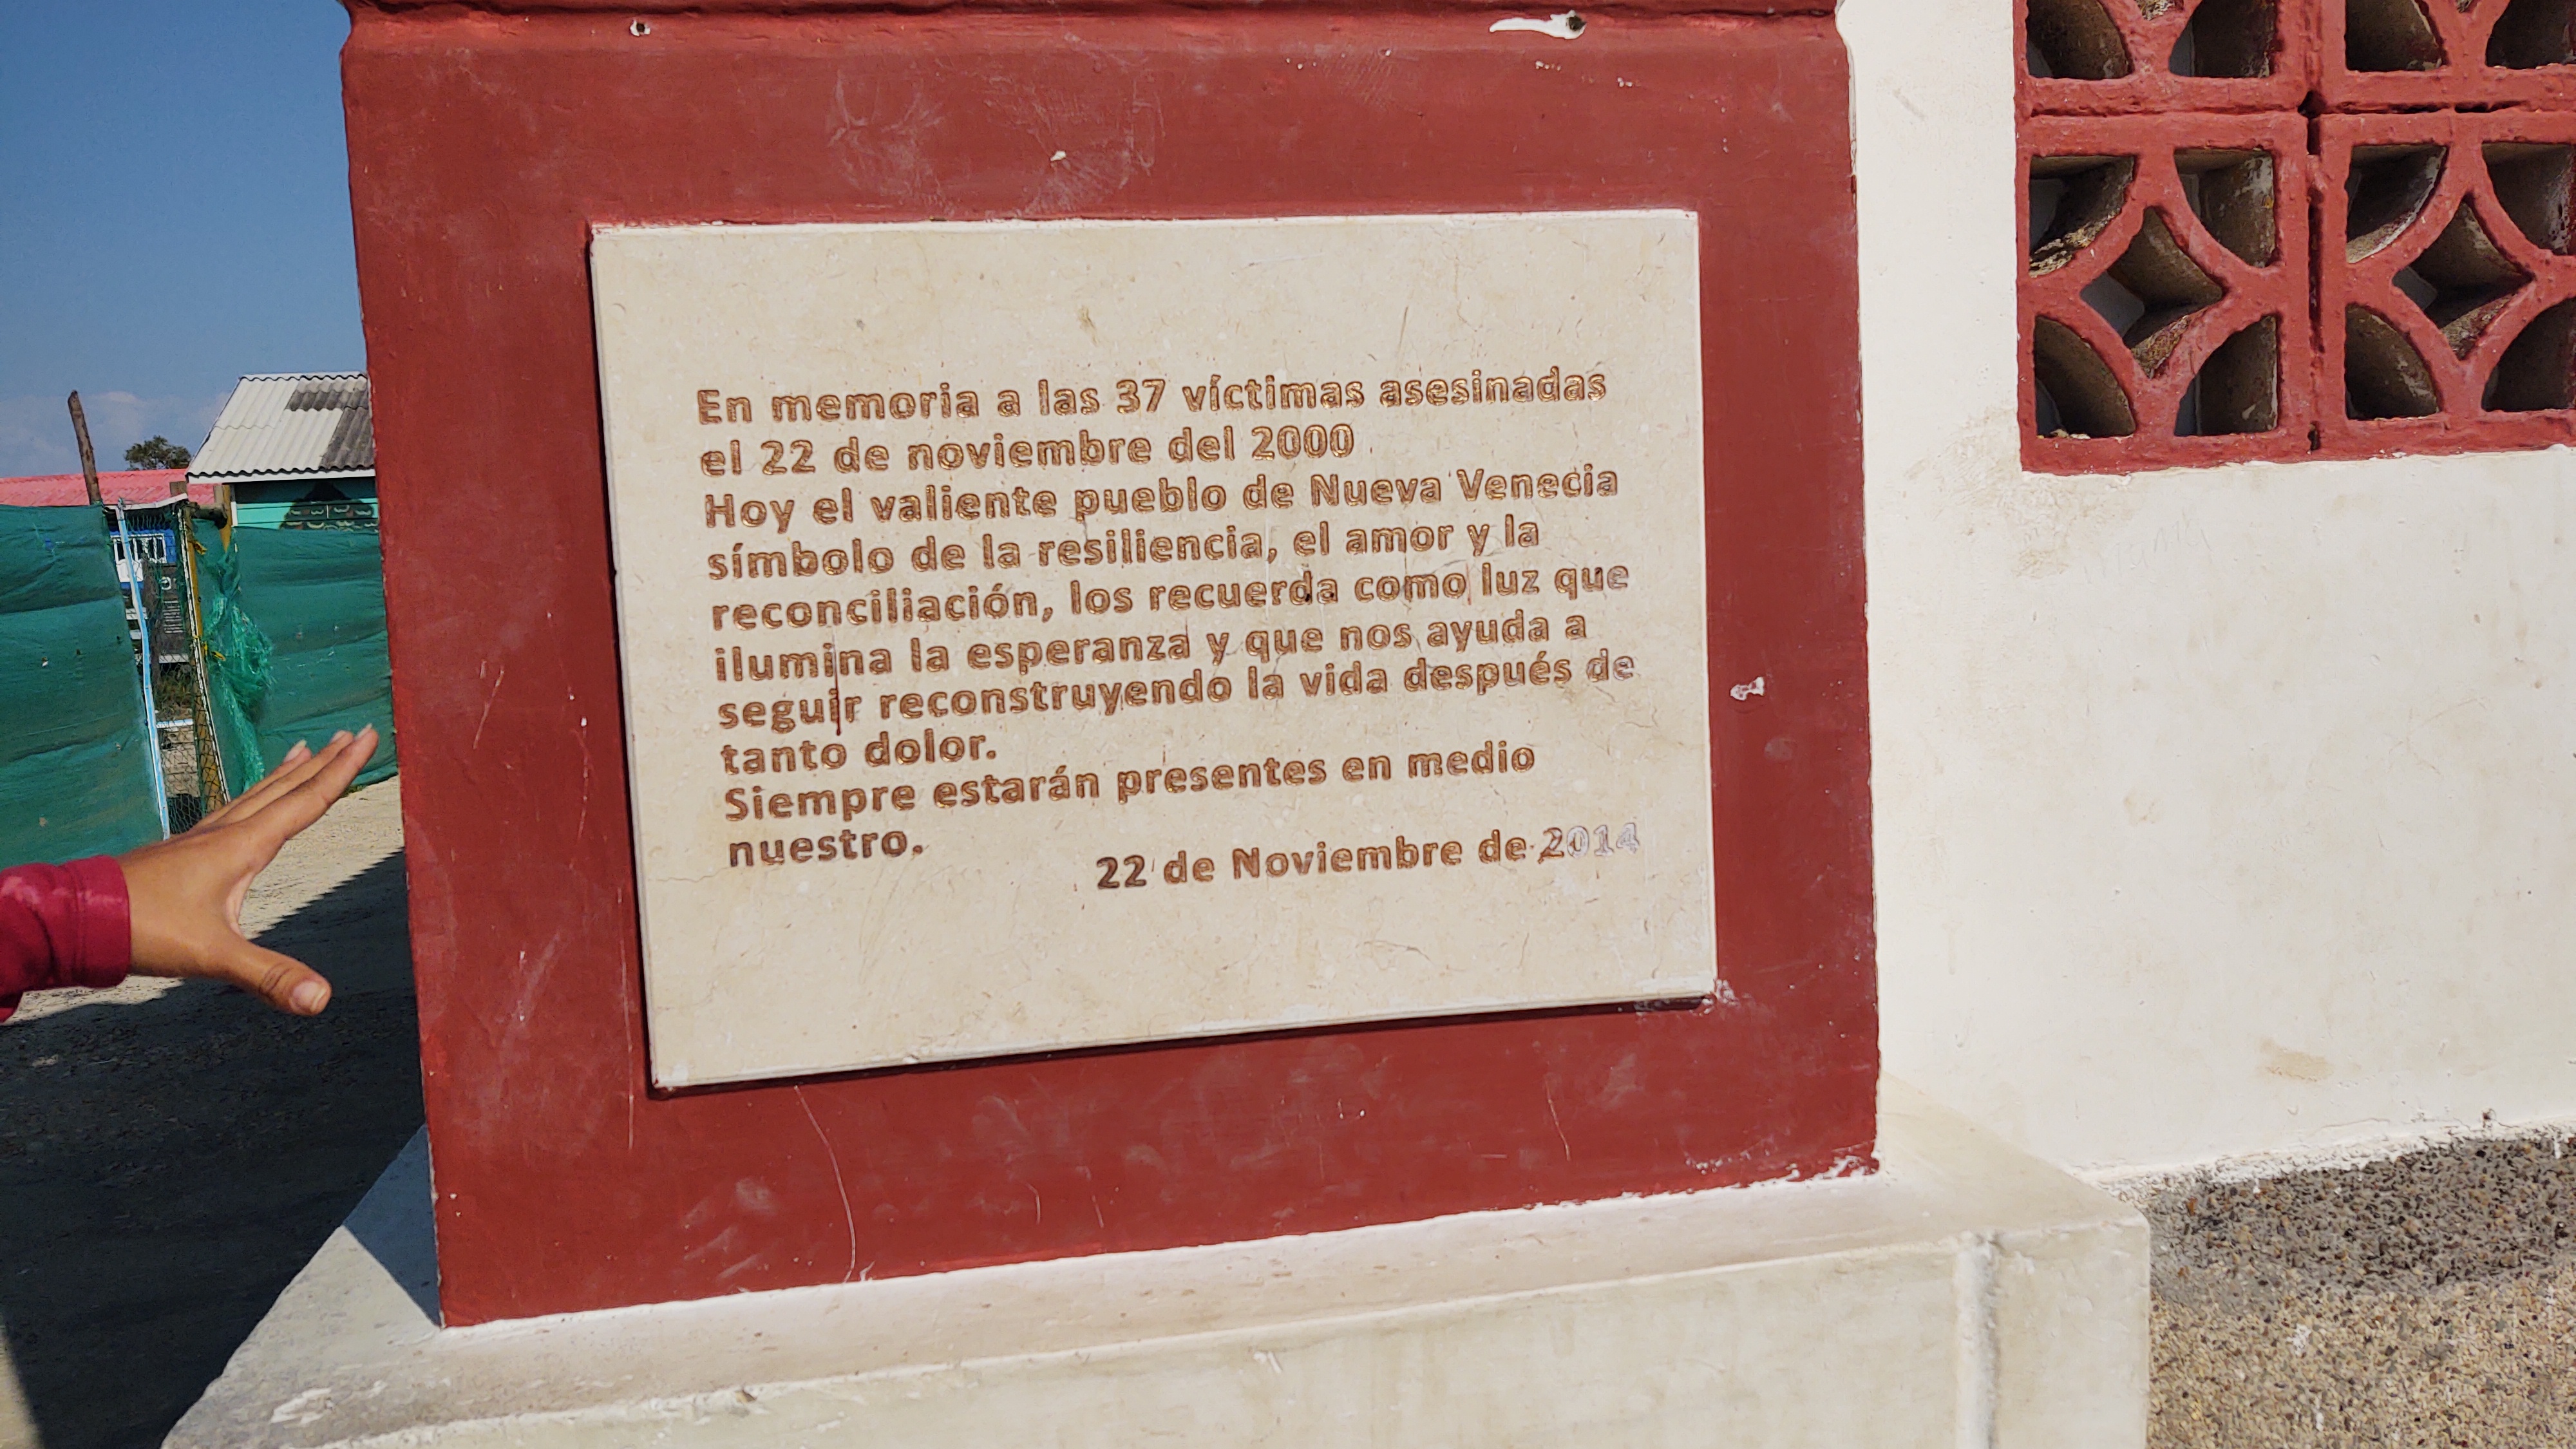 En memoria a las 37 víctimas asesinadas
el 22 de noviembre del 2000
Hoy el valiente pueblo de Nueva Venecia
símbolo de la resiliencia, el amor y la
reconciliación, los recuerda como luz que
ilumina la esperanza y que nos ayuda a
seguir reconstruyendo la vida después de
tanto dolor.
Siempre estarán presentes en medio
nuestro.
22 de Noviembre de 2014